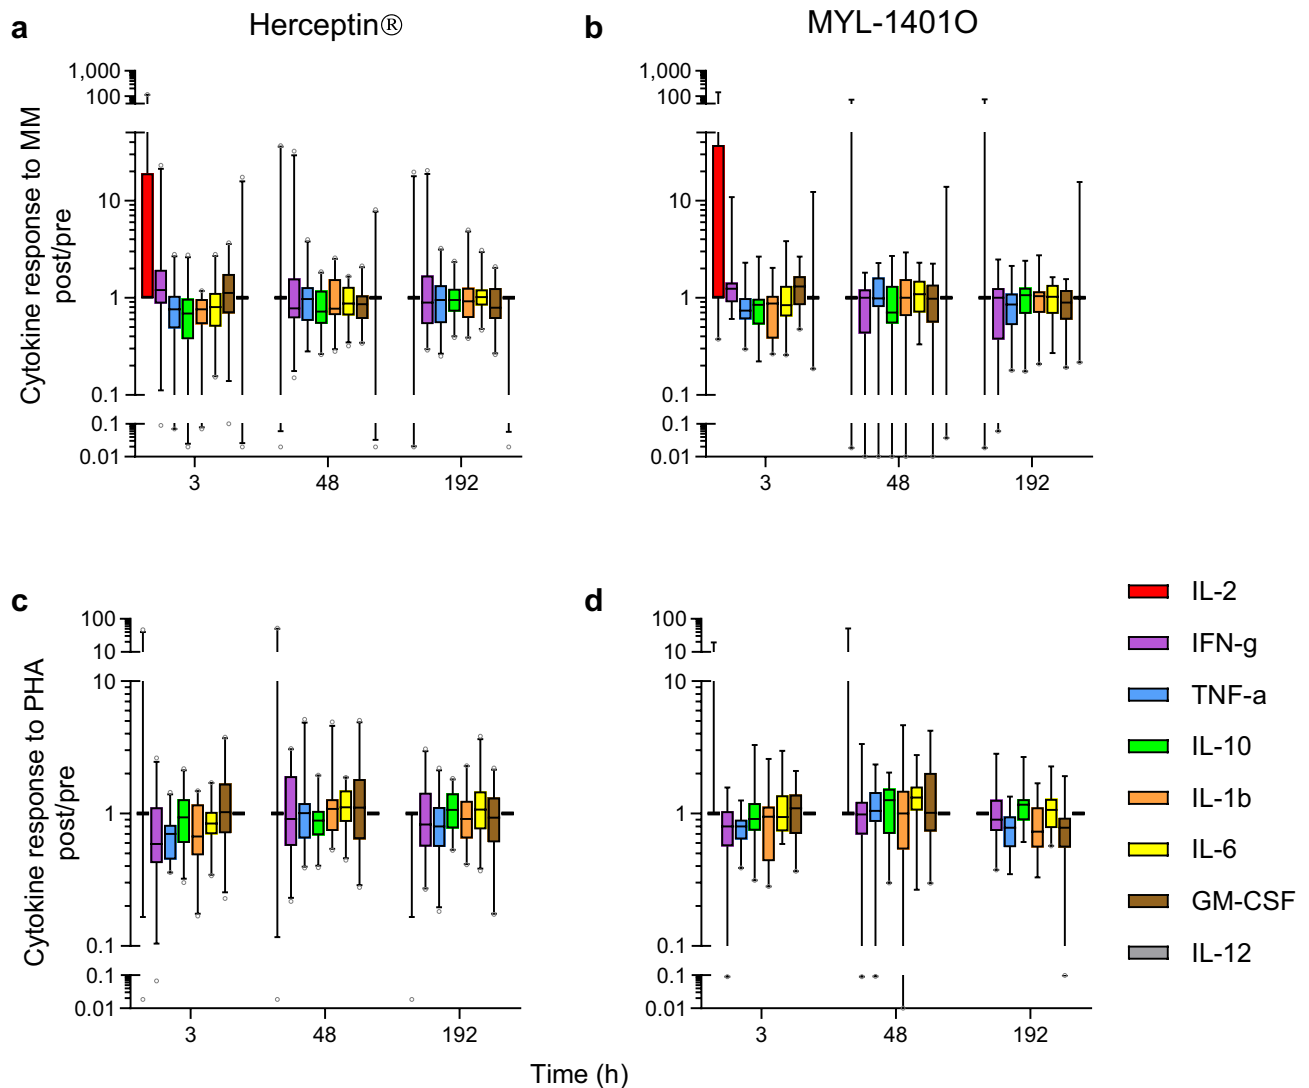 a
Herceptin®
b
MYL-1401O
Cytokine response to MM
post/pre
1,000
100
10
1
0.1
0.1
0.01
3
48
192
1,000
100
10
1
0.1
0.1
0.01
3
48
192
c
d
Cytokine response to PHA
post/pre
100
10
10
1
0.1
0.1
0.01
3
48
192
100
10
10
1
0.1
0.1
0.01
3
48
192
Time (h)
IL-2
IFN-g
TNF-a
IL-10
IL-1b
IL-6
GM-CSF
IL-12